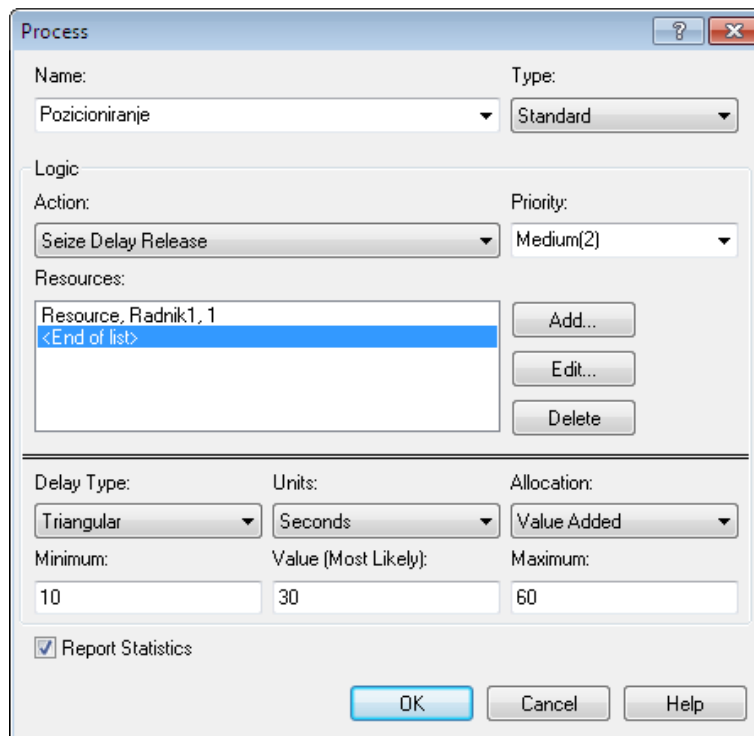 Process
Name: Type:
Pozicioniranje Standard
Logic
Action: Priority:
Seize Delay Release Medium(2)
Resources:
Resource, Radnik1, 1
<End of list>
Add...
Edit...
Delete
Delay Type: Units: Allocation:
Triangular Seconds Value Added
Minimum: Value (Most Likely): Maximum:
10 30 60
Report Statistics
OK Cancel Help